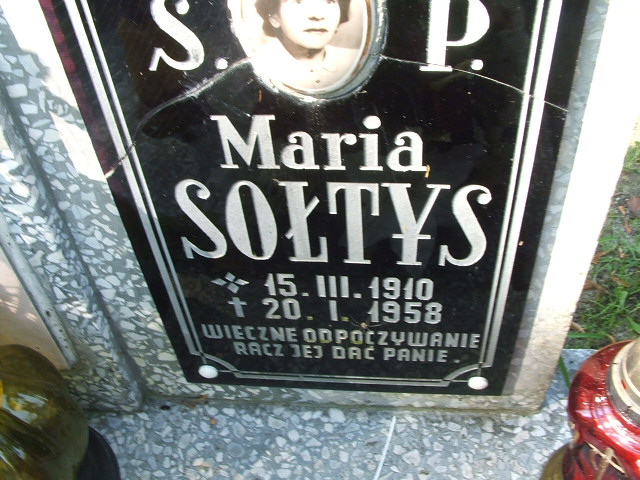 S. P.
Maria
SOŁTYS
15. III. 1910
20. I. 1958
WIECZNE ODPOCZYWANIE
RACZ JEJ DAĆ PANIE.